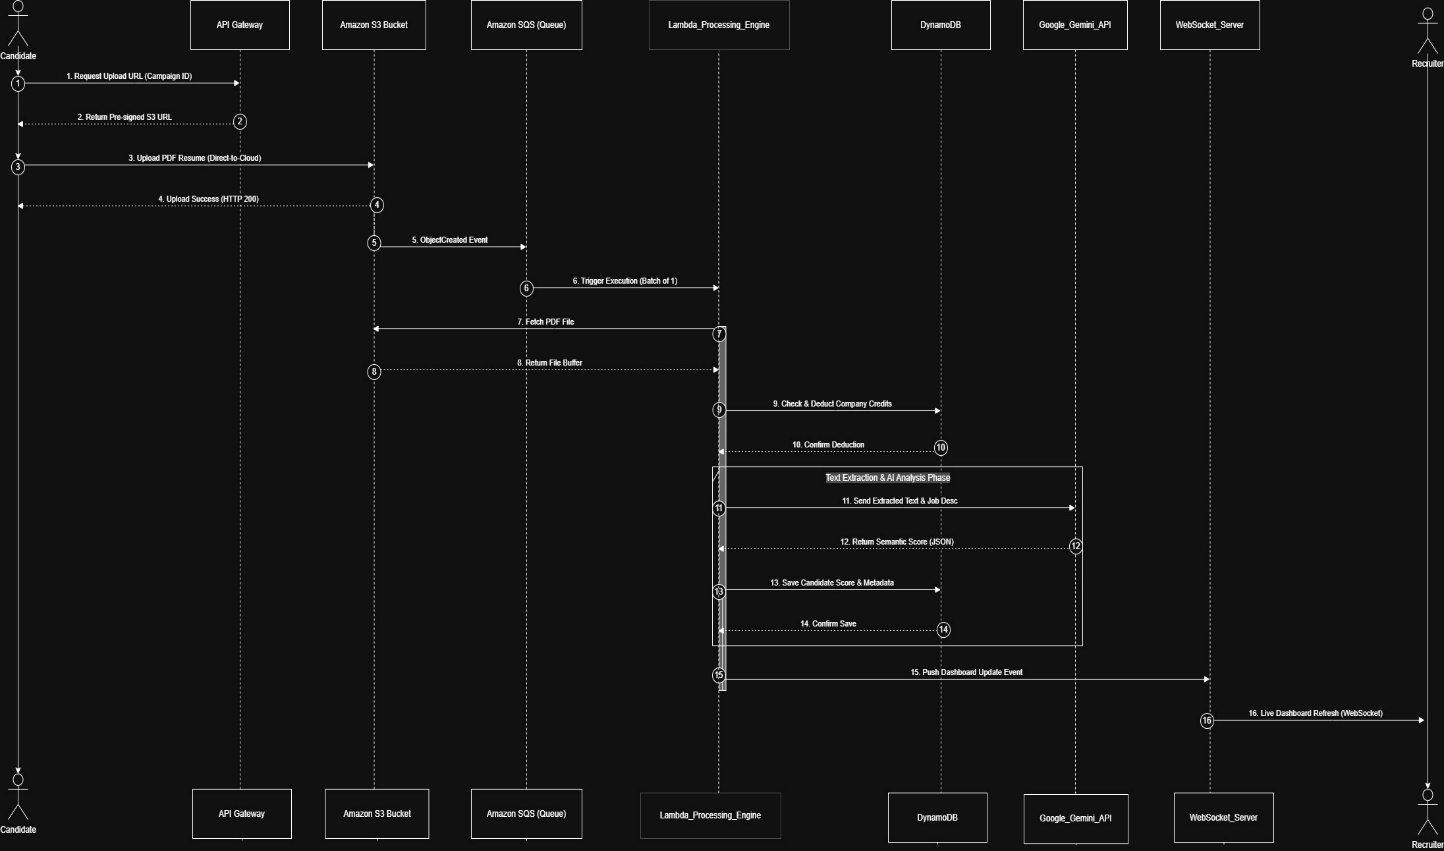 API Gateway
Amazon S3 Bucket
Amazon SQS (Queue)
Lambda_Processing_Engine
DynamoDB
Google_Gemini_API
WebSocket_Server
Candidate
Recruiter
1. Request Upload URL (Campaign ID)
1
2. Return Pre-signed S3 URL
2
3. Upload PDF Resume (Direct-to-Cloud)
3
4. Upload Success (HTTP 200)
4
5. ObjectCreated Event
5
6. Trigger Execution (Batch of 1)
6
7. Fetch PDF File
7
8. Return File Buffer
8
9. Check & Deduct Company Credits
9
10. Confirm Deduction
10
Text Extraction & AI Analysis Phase
11. Send Extracted Text & Job Desc
11
12. Return Semantic Score (JSON)
12
13. Save Candidate Score & Metadata
13
14. Confirm Save
14
15. Push Dashboard Update Event
15
16. Live Dashboard Refresh (WebSocket)
16
API Gateway
Amazon S3 Bucket
Amazon SQS (Queue)
Lambda_Processing_Engine
DynamoDB
Google_Gemini_API
WebSocket_Server
Candidate
Recruiter